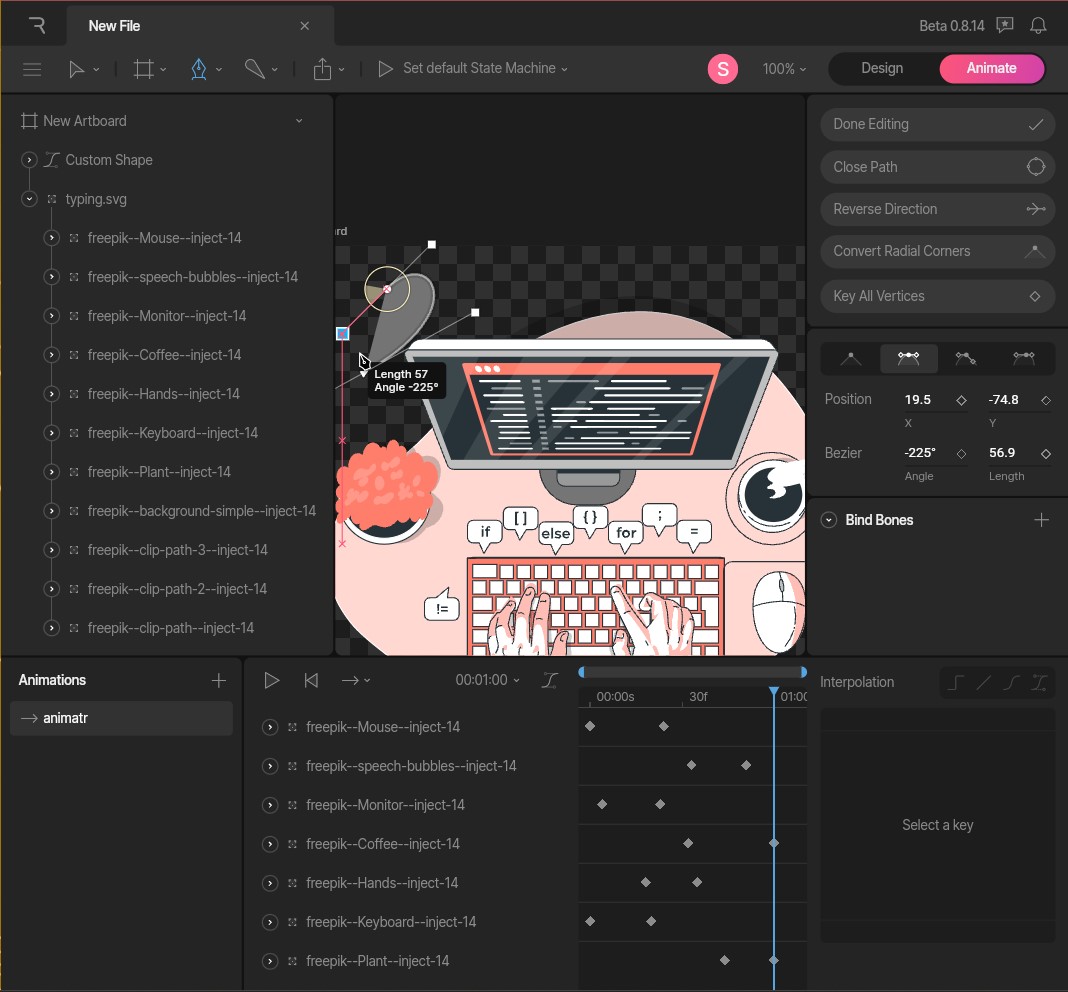 New File
Beta 0.8.14
Set default State Machine
S
100%
Design
Animate
New Artboard
Custom Shape
typing.svg
freepik--Mouse--inject-14
freepik--speech-bubbles--inject-14
freepik--Monitor--inject-14
freepik--Coffee--inject-14
freepik--Hands--inject-14
freepik--Keyboard--inject-14
freepik--Plant--inject-14
freepik--background-simple--inject-14
freepik--clip-path-3--inject-14
freepik--clip-path-2--inject-14
freepik--clip-path--inject-14
rd
Length 57
Angle -225°
if
[ ]
else
{ }
for
;
=
!=
Done Editing
Close Path
Reverse Direction
Convert Radial Corners
Key All Vertices
Position
19.5
-74.8
X
Y
Bezier
-225°
56.9
Angle
Length
Bind Bones
Animations
animatr
00:01:00
00:00s
30f
01:00
freepik--Mouse--inject-14
freepik--speech-bubbles--inject-14
freepik--Monitor--inject-14
freepik--Coffee--inject-14
freepik--Hands--inject-14
freepik--Keyboard--inject-14
freepik--Plant--inject-14
Interpolation
Select a key